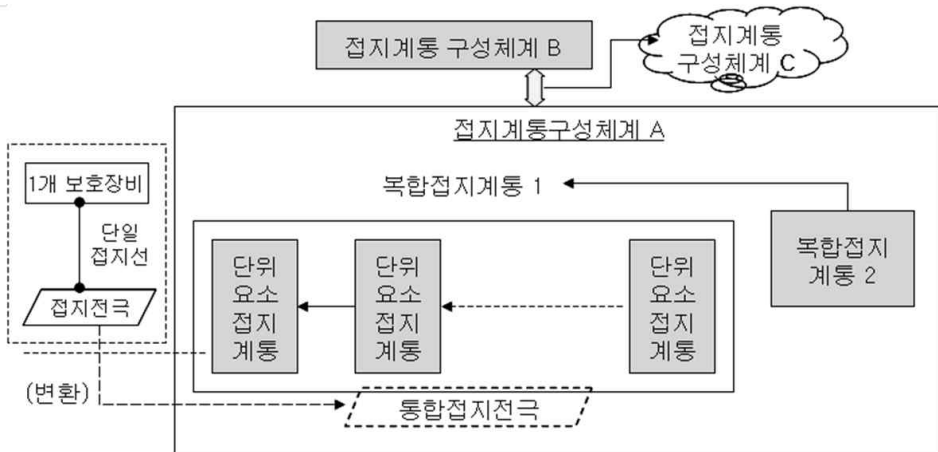 접지계통 구성체계 B
접지계통
구성체계 C
접지계통구성체계 A
1개 보호장비
단일
접지선
접지전극
(변환)
복합접지계통 1
복합접지
계통 2
단위
요소
접지
계통
단위
요소
접지
계통
단위
요소
접지
계통
통합접지전극